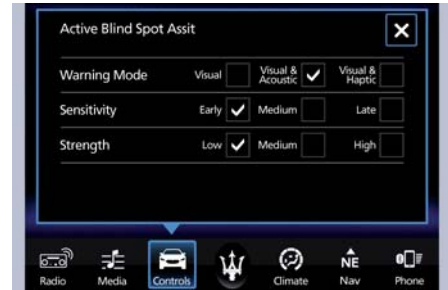 Active Blind Spot Assit
Warning Mode Visual Visual & Acoustic Visual & Haptic
Sensitivity Early Medium Late
Strength Low Medium High
Radio Media Controls Climate NE Nav Phone